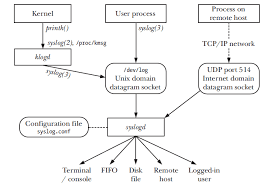 Kernel
User process
Process on
remote host
printk()
syslog(2), /proc/kmsg
syslog(3)
TCP/IP network
klogd
syslog(3)
/dev/log
Unix domain
datagram socket
UDP port 514
Internet domain
datagram socket
Configuration file
syslog.conf
syslogd
Terminal
/ console
FIFO
Disk
file
Remote
host
Logged-in
user